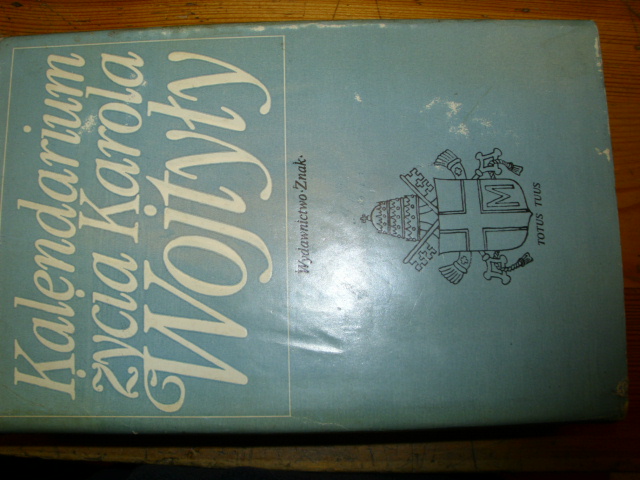 Kalendarium
życia Karola
Wojtyły
Wydawnictwo·Znak·
M
TOTUS TUUS